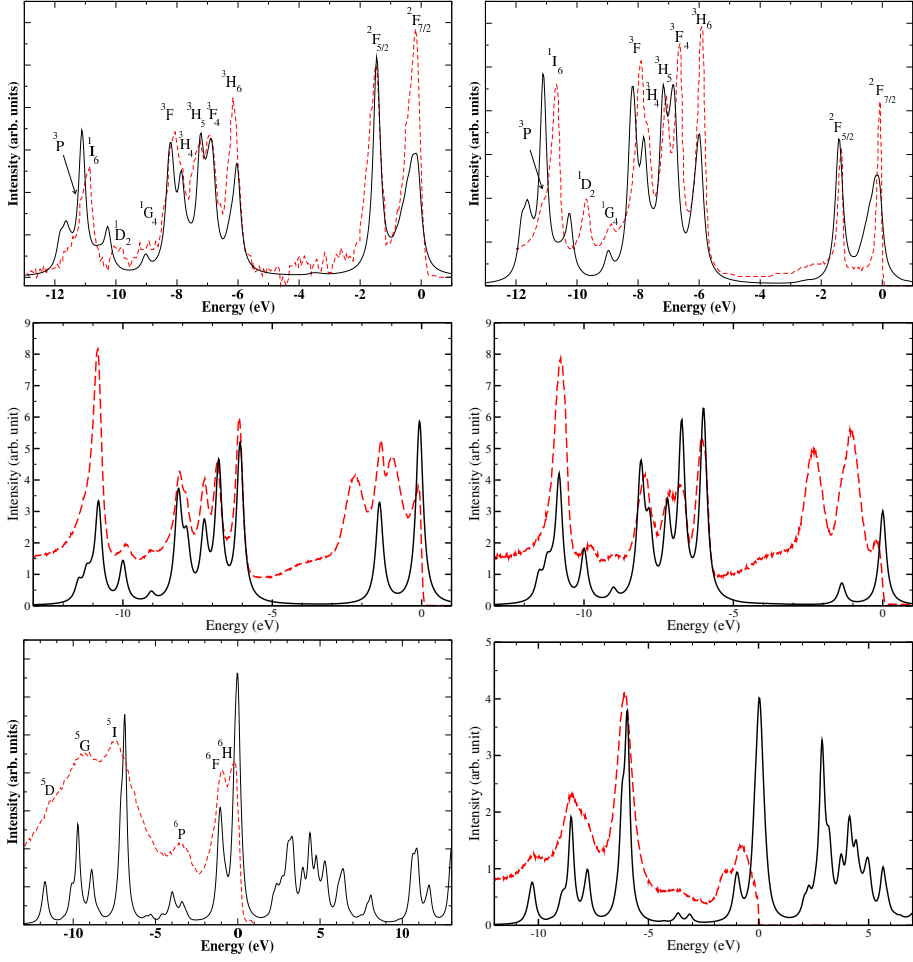 Intensity (arb. units)
³P
¹I₆
¹D₂
¹G₄
³F
³H₄
³H₅
³F₄
³H₆
²F₅/₂
²F₇/₂
-12 -10 -8 -6 -4 -2 0
Energy (eV)
Intensity (arb. units)
³P
¹I₆
¹D₂
¹G₄
³F
³H₄
³H₅
³F₄
³H₆
²F₅/₂
²F₇/₂
-12 -10 -8 -6 -4 -2 0
Energy (eV)
Intensity (arb. unit)
9
8
7
6
5
4
3
2
1
0
-10 -5 0
Energy (eV)
Intensity (arb. unit)
9
8
7
6
5
4
3
2
1
0
-10 -5 0
Energy (eV)
Intensity (arb. units)
⁵D
⁵G
⁵I
⁶P
⁶F
⁶H
-10 -5 0 5 10
Energy (eV)
Intensity (arb. unit)
5
4
3
2
1
0
-10 -5 0 5
Energy (eV)